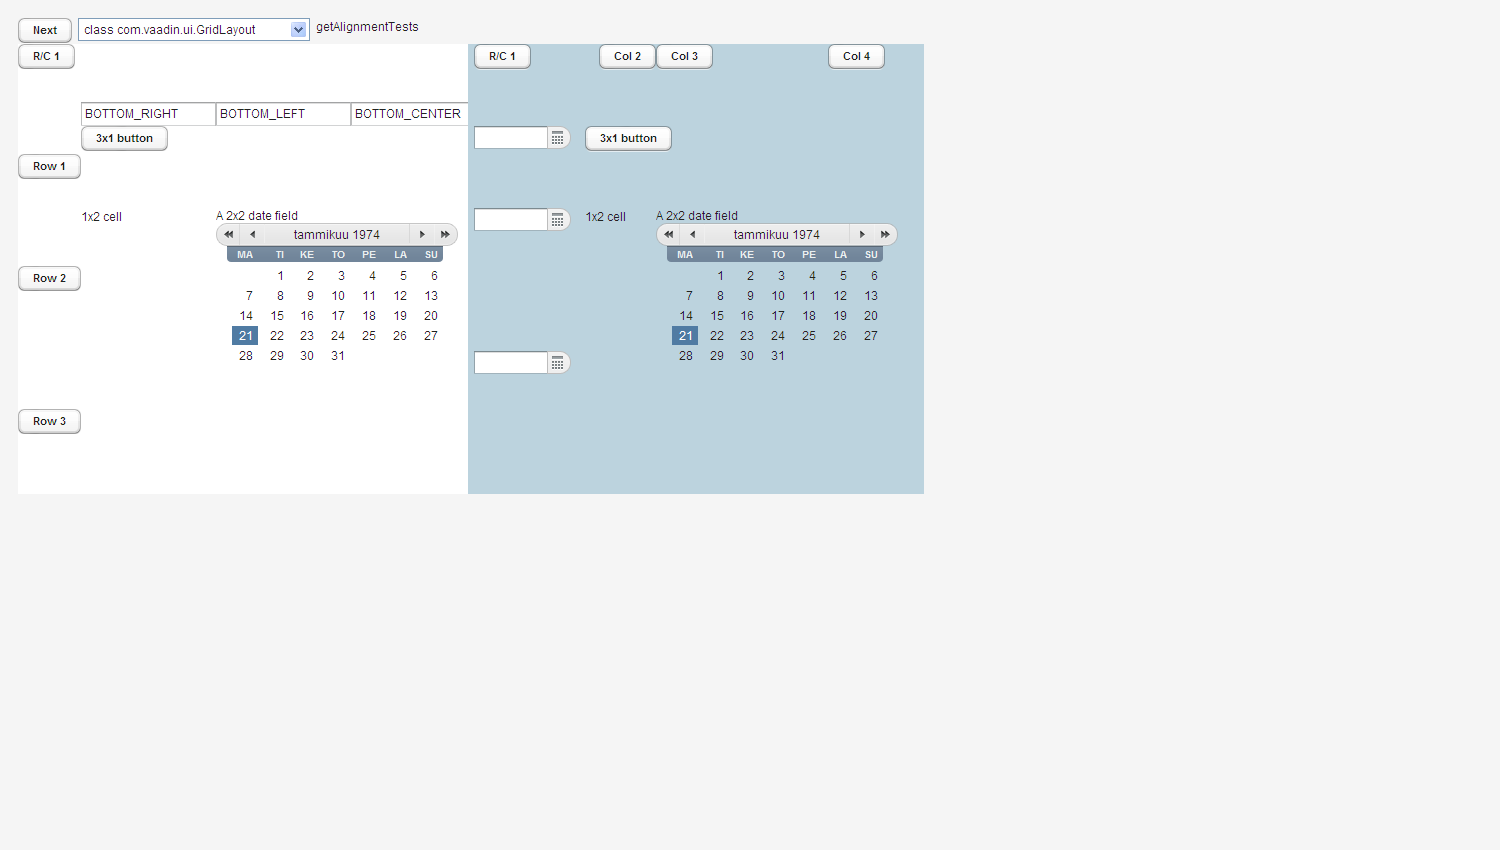 Next class com.vaadin.ui.GridLayout getAlignmentTests
R/C 1
BOTTOM_RIGHT BOTTOM_LEFT BOTTOM_CENTER
3x1 button
Row 1
1x2 cell A 2x2 date field
tammikuu 1974
MA TI KE TO PE LA SU
1 2 3 4 5 6
Row 2
7 8 9 10 11 12 13
14 15 16 17 18 19 20
21 22 23 24 25 26 27
28 29 30 31
Row 3
R/C 1 Col 2 Col 3 Col 4
3x1 button
1x2 cell A 2x2 date field
tammikuu 1974
MA TI KE TO PE LA SU
1 2 3 4 5 6
7 8 9 10 11 12 13
14 15 16 17 18 19 20
21 22 23 24 25 26 27
28 29 30 31